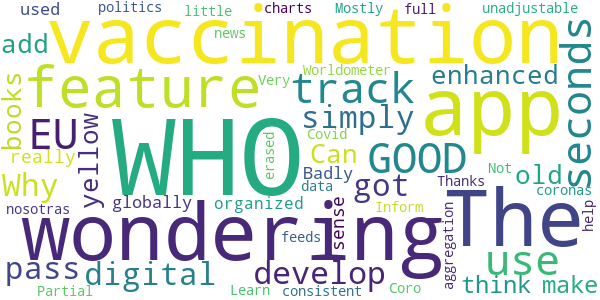 used politics little charts Mostly full unadjustable
vaccination
news
add Worldometer
feature Very track enhanced seconds
books app
EU WHO simply
yellow erased Covid
really Can GOOD
Why Badly old
data got Not
Thanks coronas
nosotras globally organized Inform
wondering sense The help
feeds aggregation
pass digital develop use
think make
Partial Learn consistent Coro